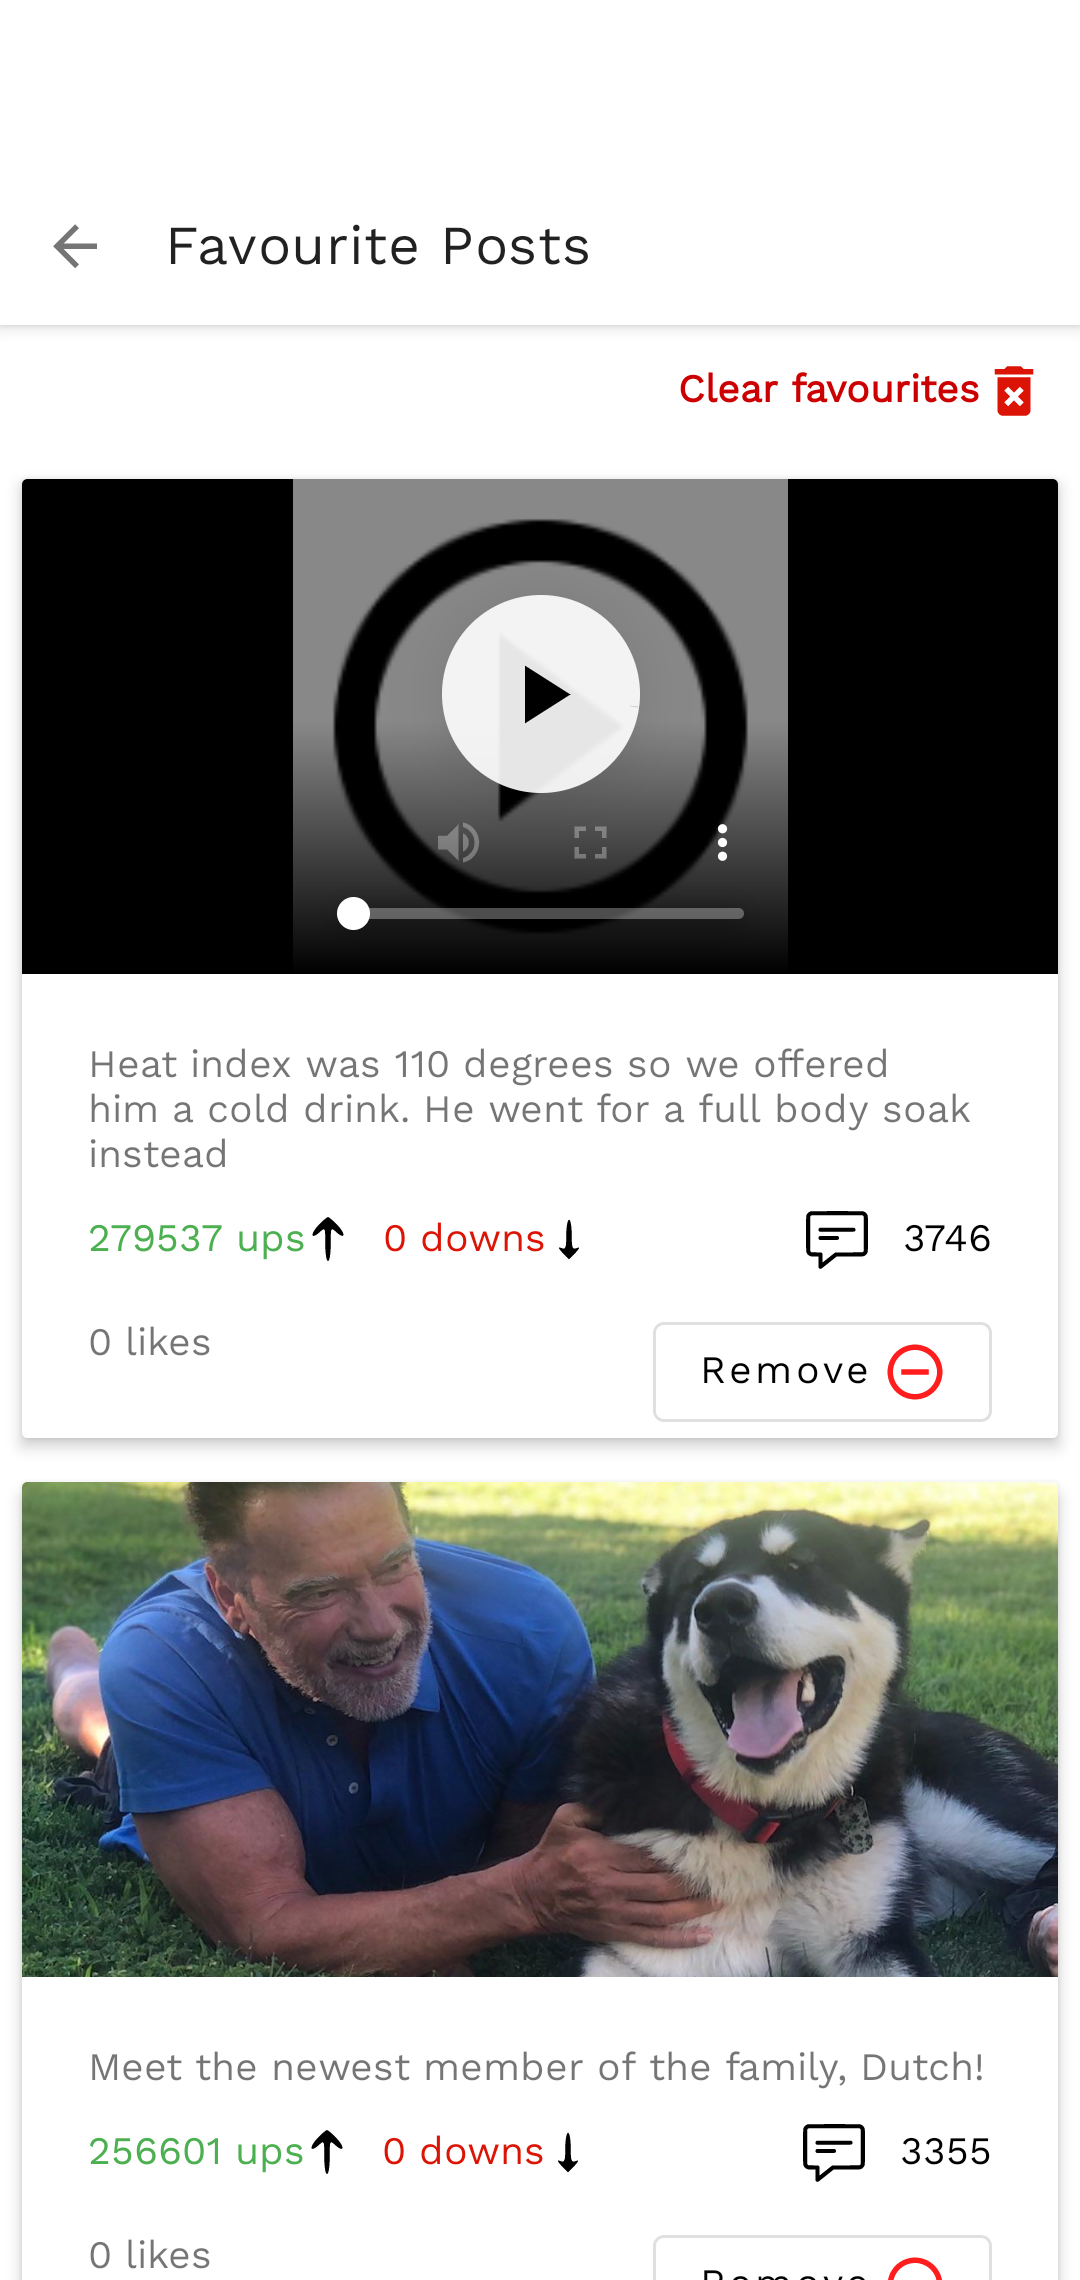 Favourite Posts
Clear favourites
Heat index was 110 degrees so we offered
him a cold drink. He went for a full body soak
instead
279537 ups 0 downs 3746
0 likes
Remove
Meet the newest member of the family, Dutch!
256601 ups 0 downs 3355
0 likes
Remove